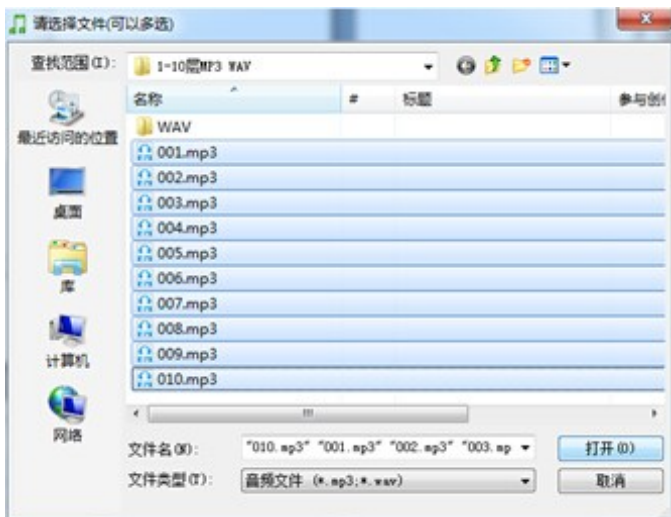 请选择文件(可以多选)
查找范围(I):
1-10层MP3 WAV
名称
#
标题
参与创
WAV
001.mp3
002.mp3
003.mp3
004.mp3
005.mp3
006.mp3
007.mp3
008.mp3
009.mp3
010.mp3
最近访问的位置
桌面
库
计算机
网络
文件名(N):
"010.mp3" "001.mp3" "002.mp3" "003.mp
打开(O)
文件类型(T):
音频文件 (*.mp3;*.wav)
取消